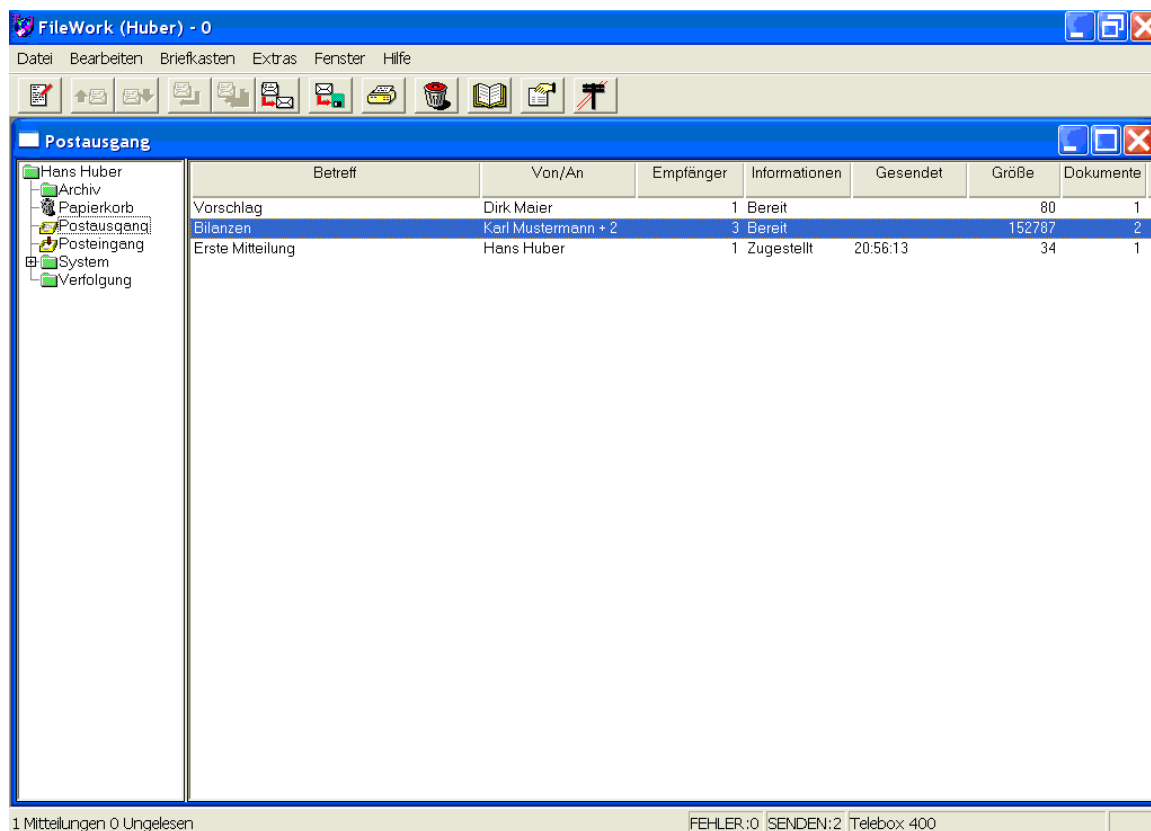 FileWork (Huber) - 0
Datei Bearbeiten Briefkasten Extras Fenster Hilfe
Postausgang
Hans Huber
Archiv
Papierkorb
Postausgang
Posteingang
System
Verfolgung
Betreff Von/An Empfänger Informationen Gesendet Größe Dokumente
Vorschlag Dirk Maier 1 Bereit 80 1
Bilanzen Karl Mustermann + 2 3 Bereit 152787 2
Erste Mitteilung Hans Huber 1 Zugestellt 20:56:13 34 1
1 Mitteilungen 0 Ungelesen FEHLER:0 SENDEN:2 Telebox 400